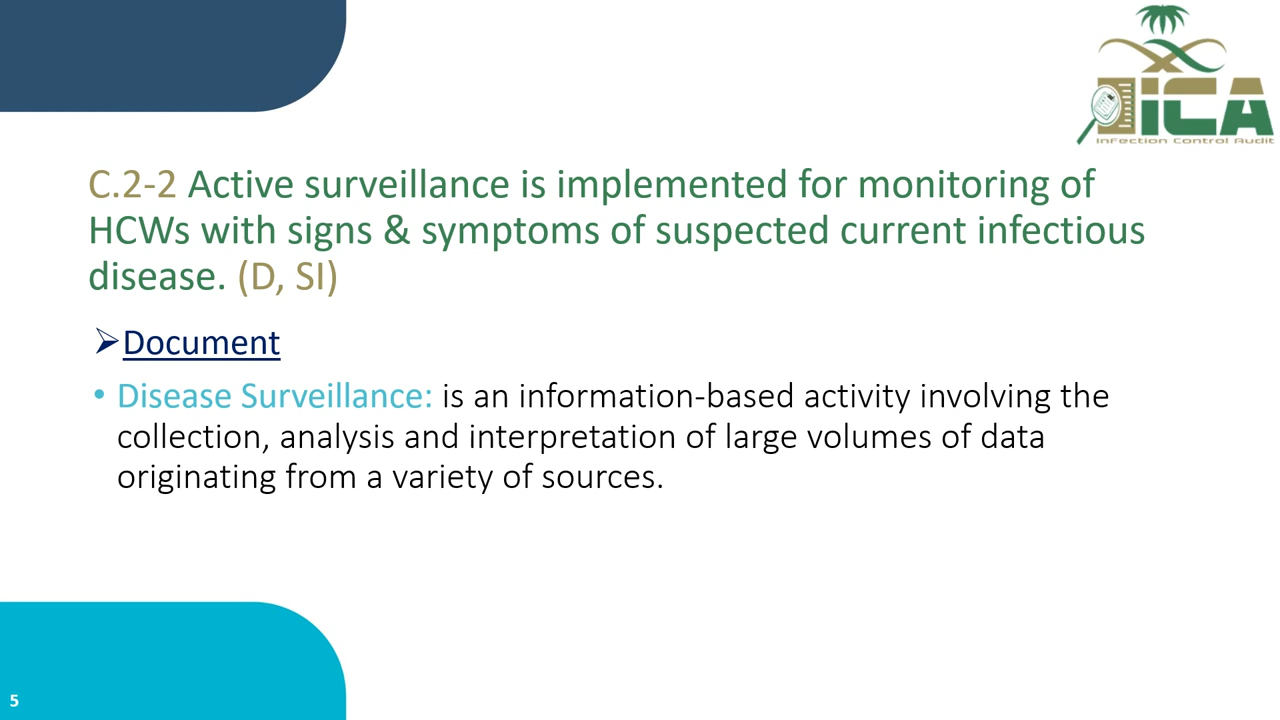 iCA
Infection Control Audit
C.2-2 Active surveillance is implemented for monitoring of
HCWs with signs & symptoms of suspected current infectious
disease. (D, SI)
➢Document
• Disease Surveillance: is an information-based activity involving the
collection, analysis and interpretation of large volumes of data
originating from a variety of sources.
5